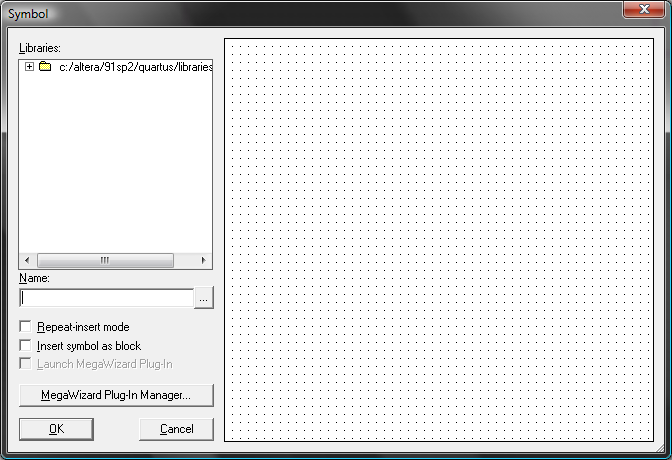 Symbol
Libraries:
c:/altera/91sp2/quartus/libraries
Name:
...
Repeat-insert mode
Insert symbol as block
Launch MegaWizard Plug-In
MegaWizard Plug-In Manager...
OK
Cancel